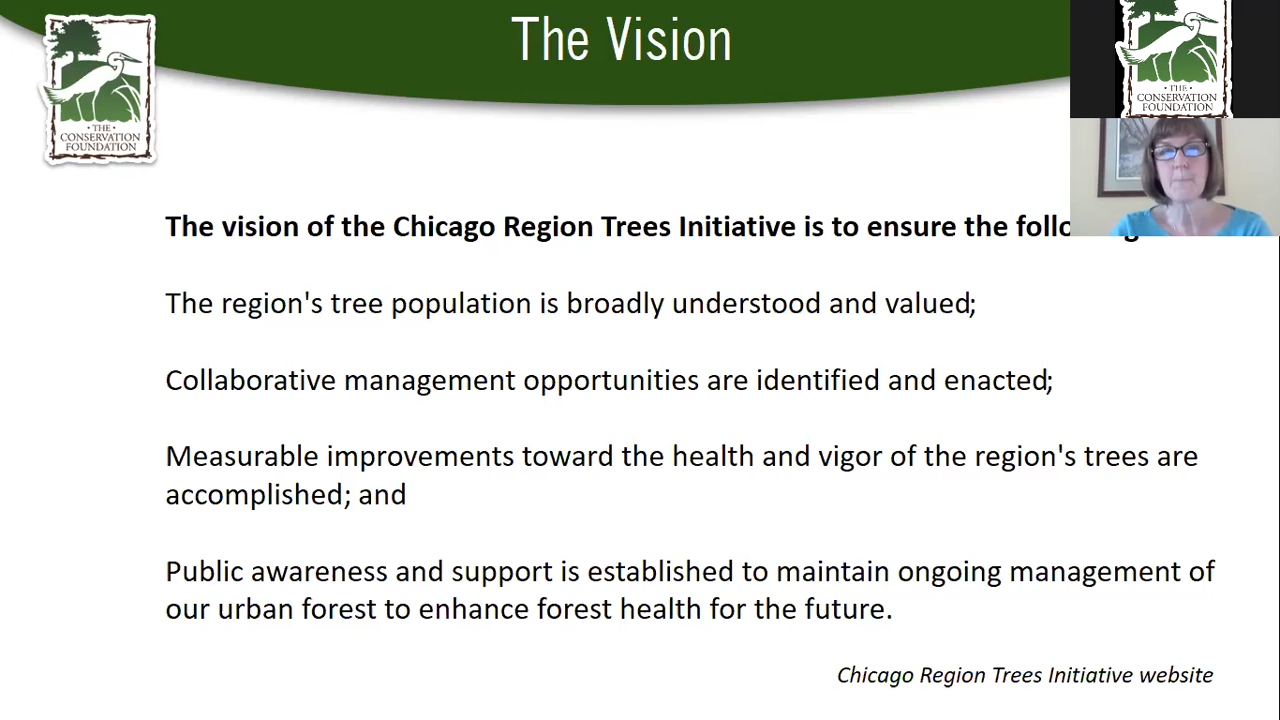 The Vision
• THE
CONSERVATION
FOUNDATION
• THE •
CONSERVATION
FOUNDATION
The vision of the Chicago Region Trees Initiative is to ensure the
The region's tree population is broadly understood and valued;
Collaborative management opportunities are identified and enacted;
Measurable improvements toward the health and vigor of the region's trees are
accomplished; and
Public awareness and support is established to maintain ongoing management of
our urban forest to enhance forest health for the future.
Chicago Region Trees Initiative website